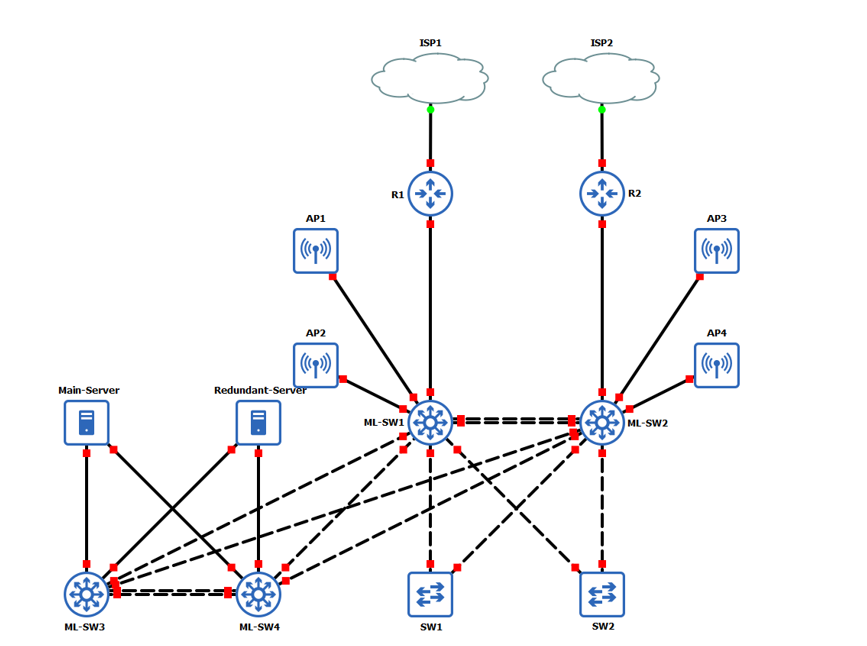 ISP1
ISP2
R1
R2
AP1
AP3
AP2
AP4
Main-Server
Redundant-Server
ML-SW1
ML-SW2
ML-SW3
ML-SW4
SW1
SW2